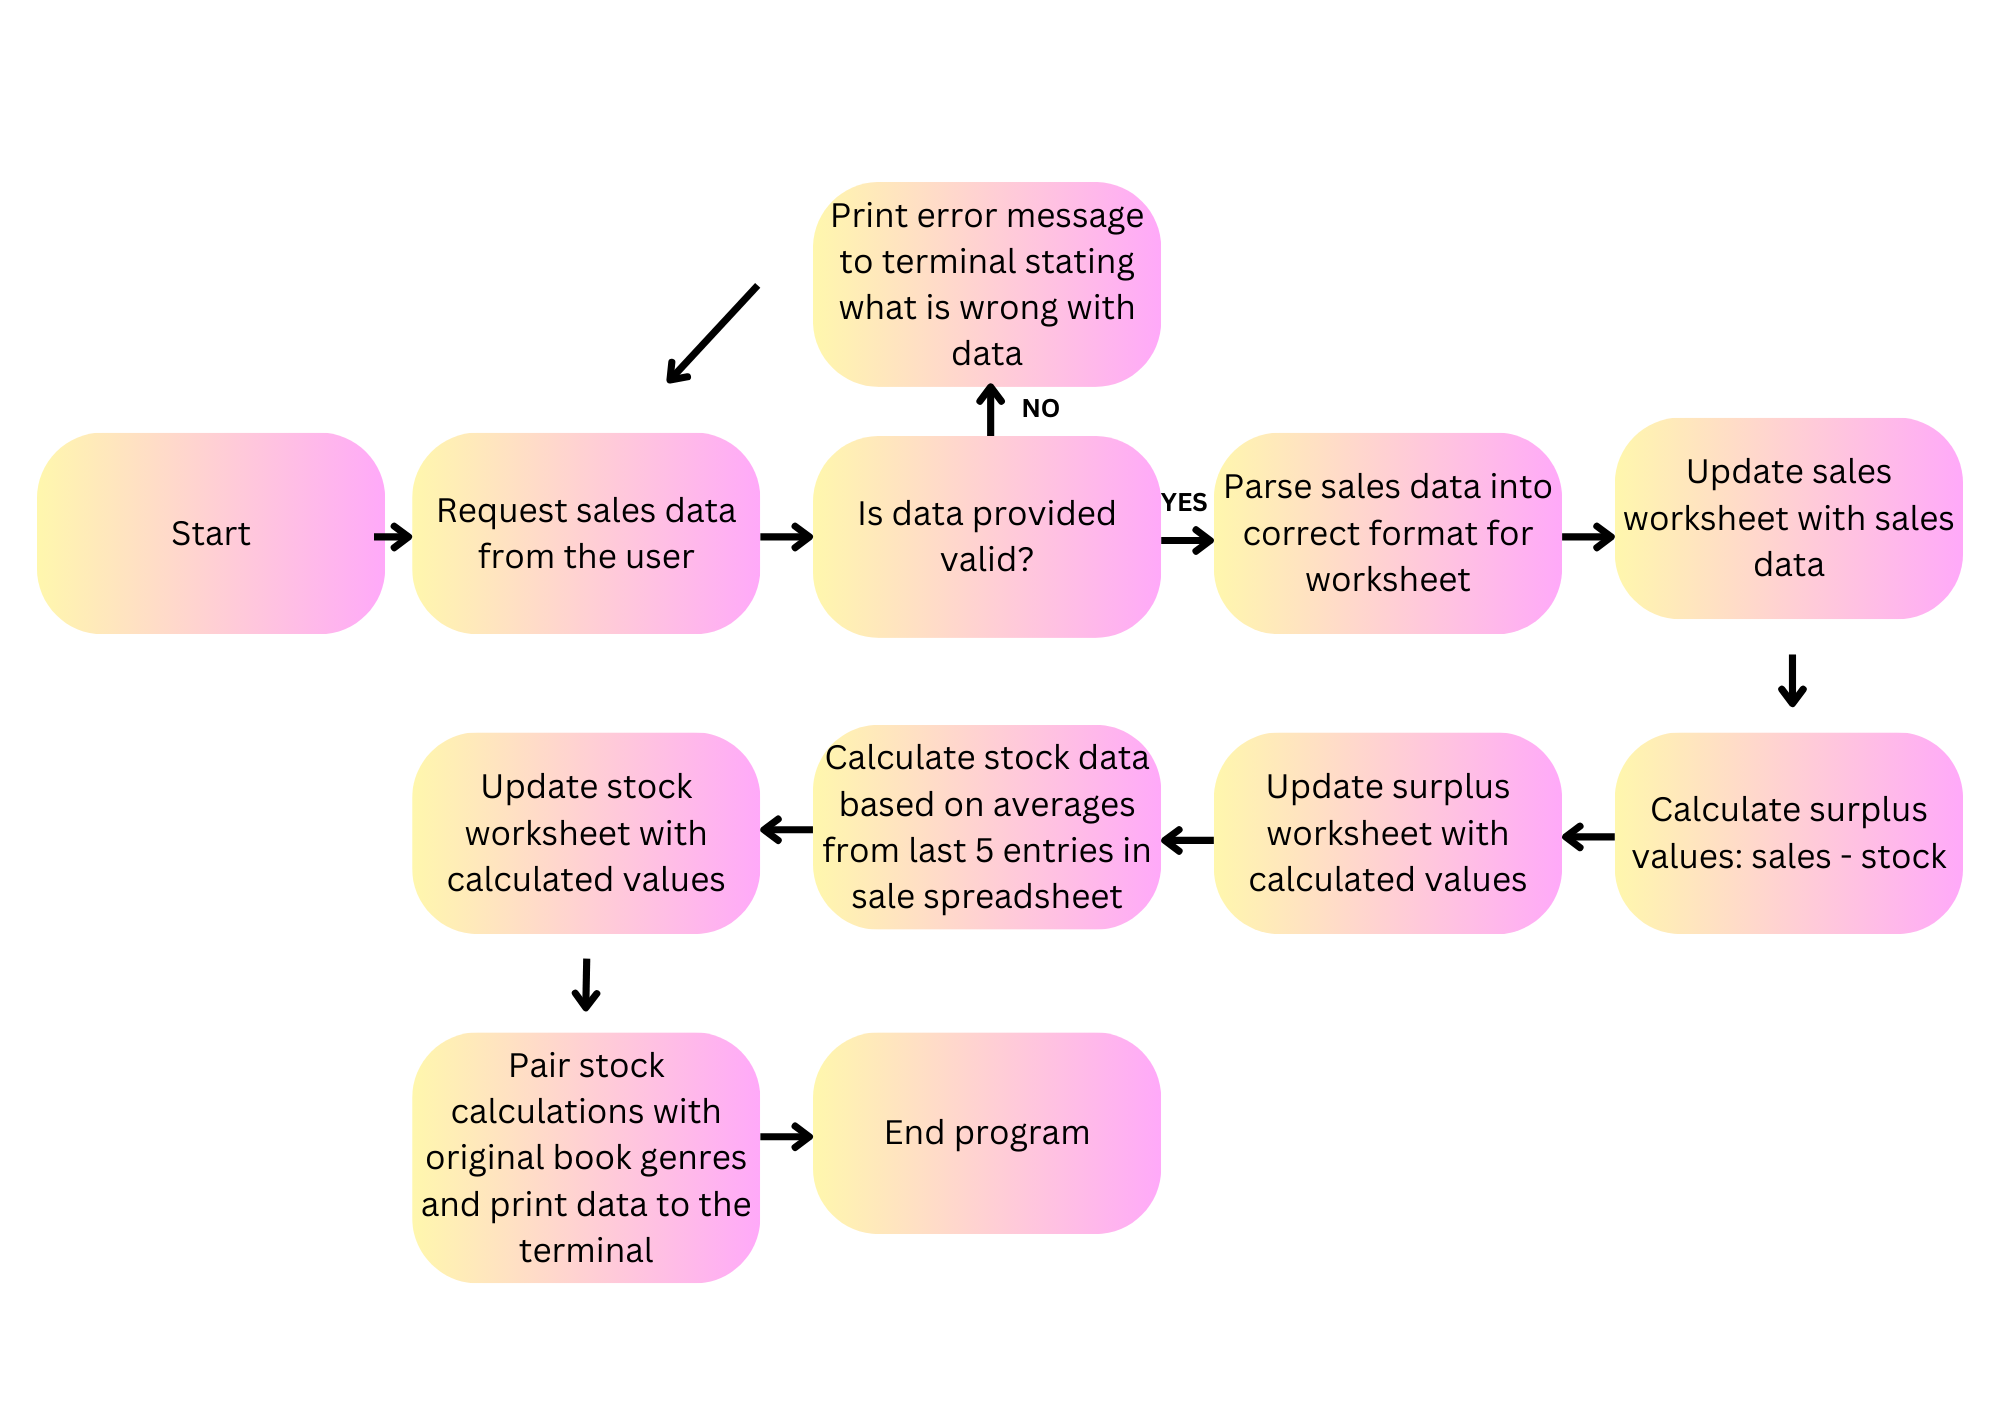 Print error message
to terminal stating
what is wrong with
data
NO
Start
Request sales data
from the user
Is data provided
valid?
YES
Parse sales data into
correct format for
worksheet
Update sales
worksheet with sales
data
Calculate surplus
values: sales - stock
Update surplus
worksheet with
calculated values
Calculate stock data
based on averages
from last 5 entries in
sale spreadsheet
Update stock
worksheet with
calculated values
Pair stock
calculations with
original book genres
and print data to the
terminal
End program